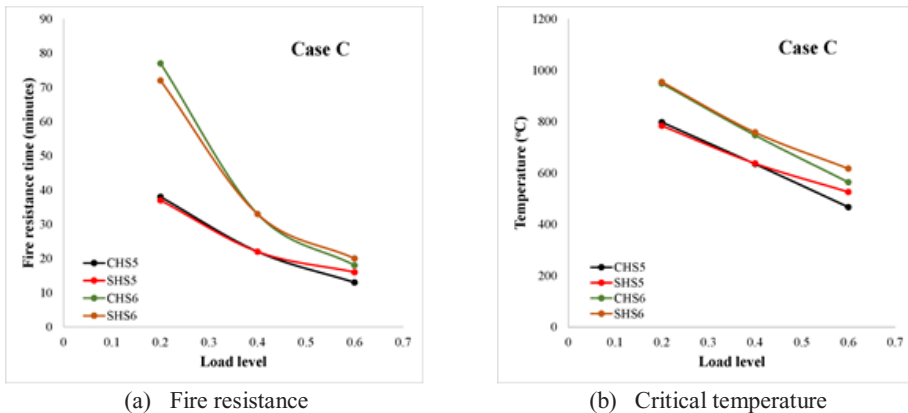 90
80
70
60
50
40
30
20
10
0
Fire resistance time (minutes)
Case C
CHS5
SHS5
CHS6
SHS6
0 0.1 0.2 0.3 0.4 0.5 0.6 0.7
Load level
(a) Fire resistance
1200
1000
800
600
400
200
0
Temperature (°C)
Case C
CHS5
SHS5
CHS6
SHS6
0 0.1 0.2 0.3 0.4 0.5 0.6 0.7
Load level
(b) Critical temperature